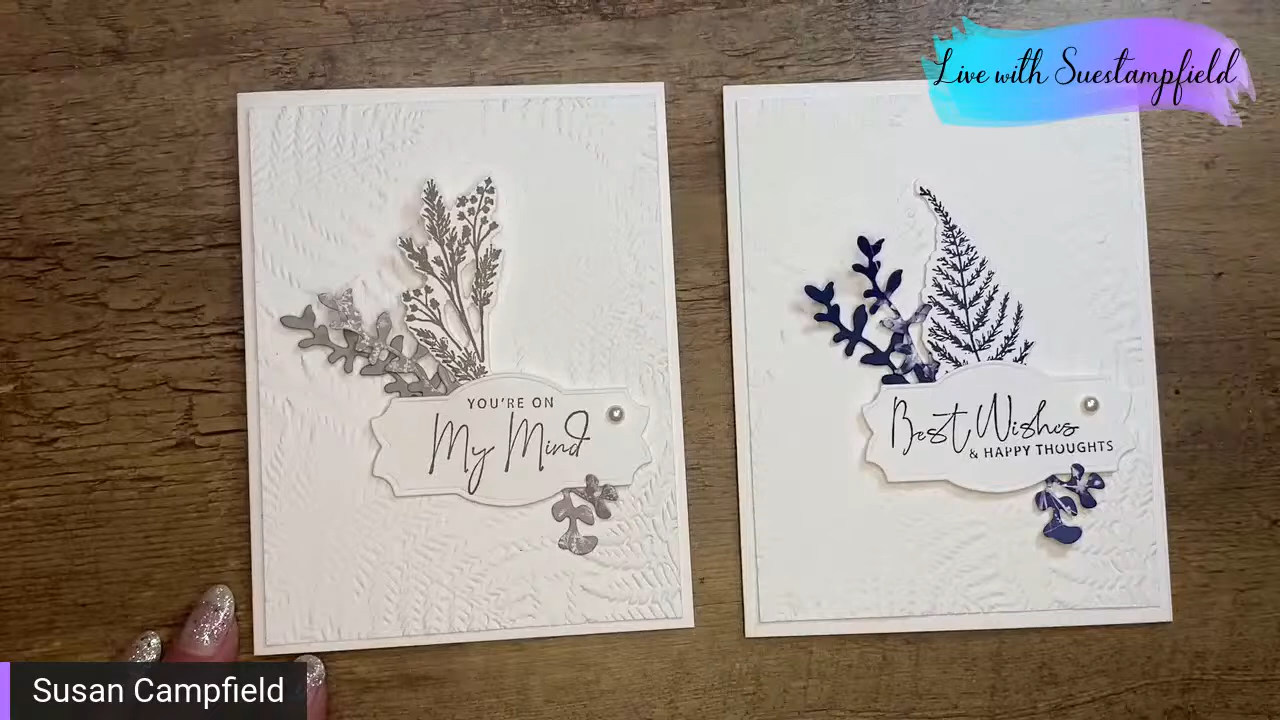 Live with Suestampfield
YOU'RE ON
My Mind
Best Wishes
& HAPPY THOUGHTS
Susan Campfield